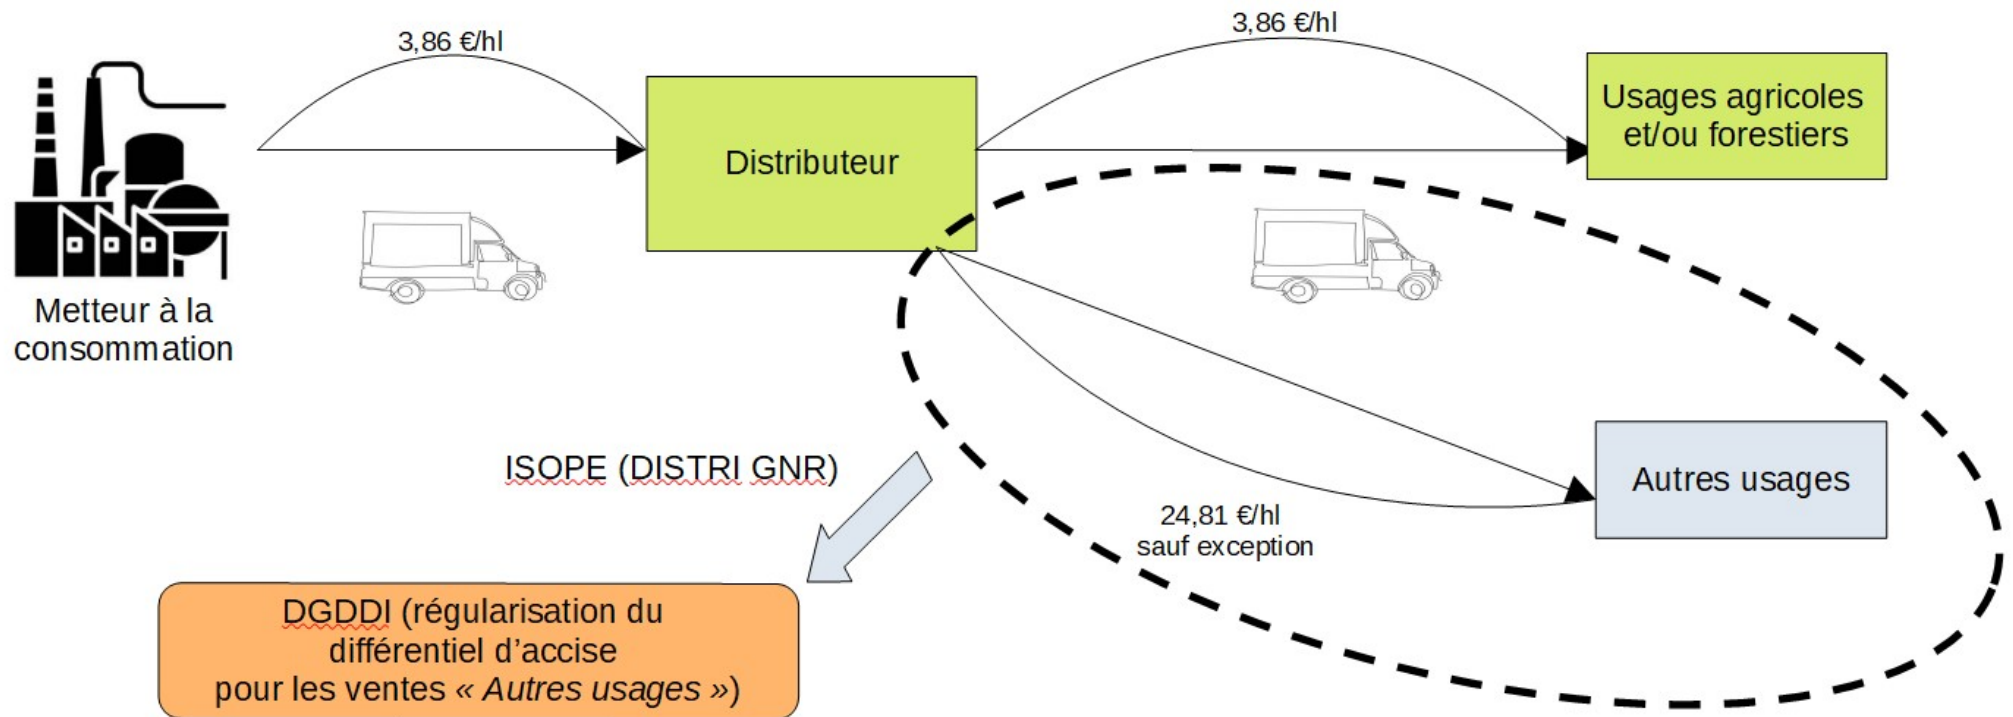 3,86 €/hl
3,86 €/hl
Metteur à la
consommation
Distributeur
Usages agricoles
et/ou forestiers
ISOPE (DISTRI GNR)
Autres usages
24,81 €/hl
sauf exception
DGDDI (régularisation du
différentiel d’accise
pour les ventes « Autres usages »)